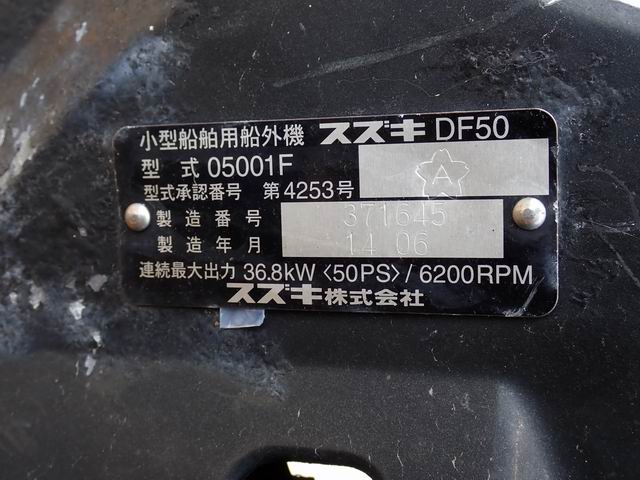 小型船舶用船外機 スズキ DF50
型式 05001F
A
型式承認番号 第4253号
製造番号 371645
製造年月 14 06
連続最大出力 36.8kW〈50PS〉/6200RPM
スズキ株式会社